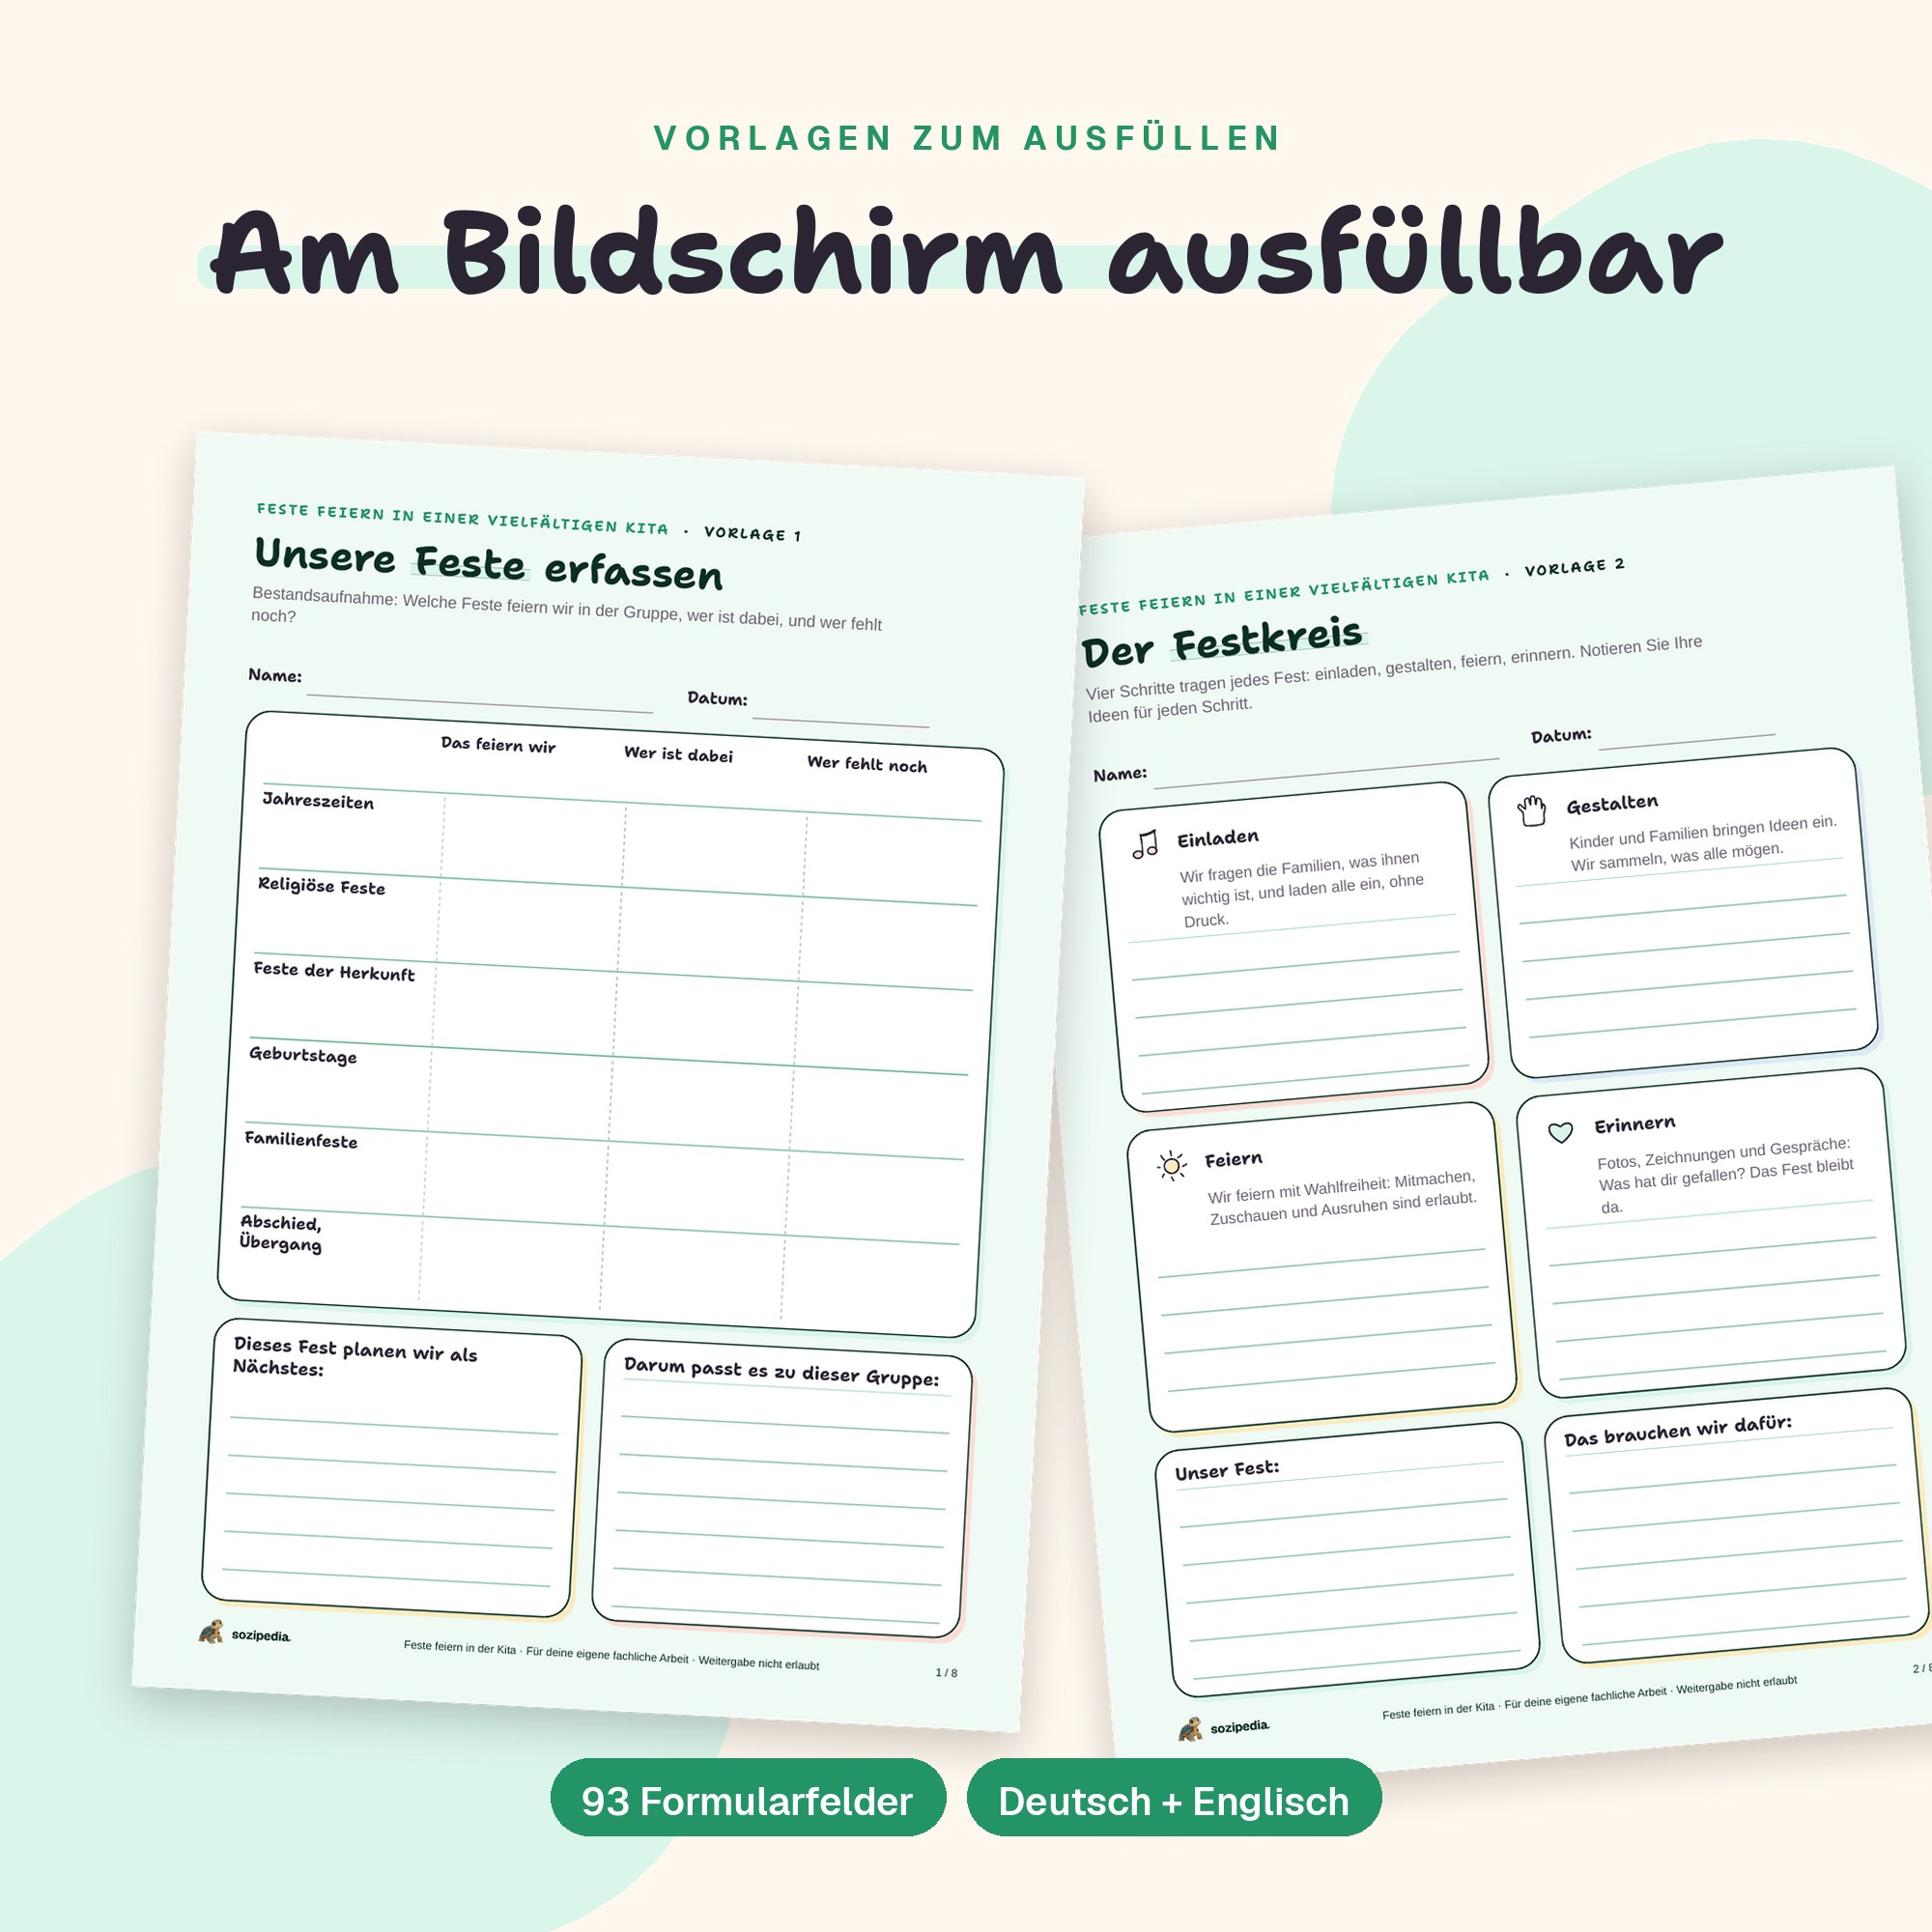 VORLAGEN ZUM AUSFÜLLEN
Am Bildschirm ausfüllbar
FESTE FEIERN IN EINER VIELFÄLTIGEN KITA · VORLAGE 1
Unsere Feste erfassen
Bestandsaufnahme: Welche Feste feiern wir in der Gruppe, wer ist dabei, und wer fehlt
noch?
Name: Datum:
Das feiern wir Wer ist dabei Wer fehlt noch
Jahreszeiten
Religiöse Feste
Feste der Herkunft
Geburtstage
Familienfeste
Abschied,
Übergang
Dieses Fest planen wir als
Nächstes:
Darum passt es zu dieser Gruppe:
sozipedia.
Feste feiern in der Kita · Für deine eigene fachliche Arbeit · Weitergabe nicht erlaubt
1 / 8
FESTE FEIERN IN EINER VIELFÄLTIGEN KITA · VORLAGE 2
Der Festkreis
Vier Schritte tragen jedes Fest: einladen, gestalten, feiern, erinnern. Notieren Sie Ihre
Ideen für jeden Schritt.
Name: Datum:
Einladen
Wir fragen die Familien, was ihnen
wichtig ist, und laden alle ein, ohne
Druck.
Gestalten
Kinder und Familien bringen Ideen ein.
Wir sammeln, was alle mögen.
Feiern
Wir feiern mit Wahlfreiheit: Mitmachen,
Zuschauen und Ausruhen sind erlaubt.
Erinnern
Fotos, Zeichnungen und Gespräche:
Was hat dir gefallen? Das Fest bleibt
da.
Unser Fest:
Das brauchen wir dafür:
sozipedia.
Feste feiern in der Kita · Für deine eigene fachliche Arbeit · Weitergabe nicht erlaubt
2 / 8
93 Formularfelder
Deutsch + Englisch